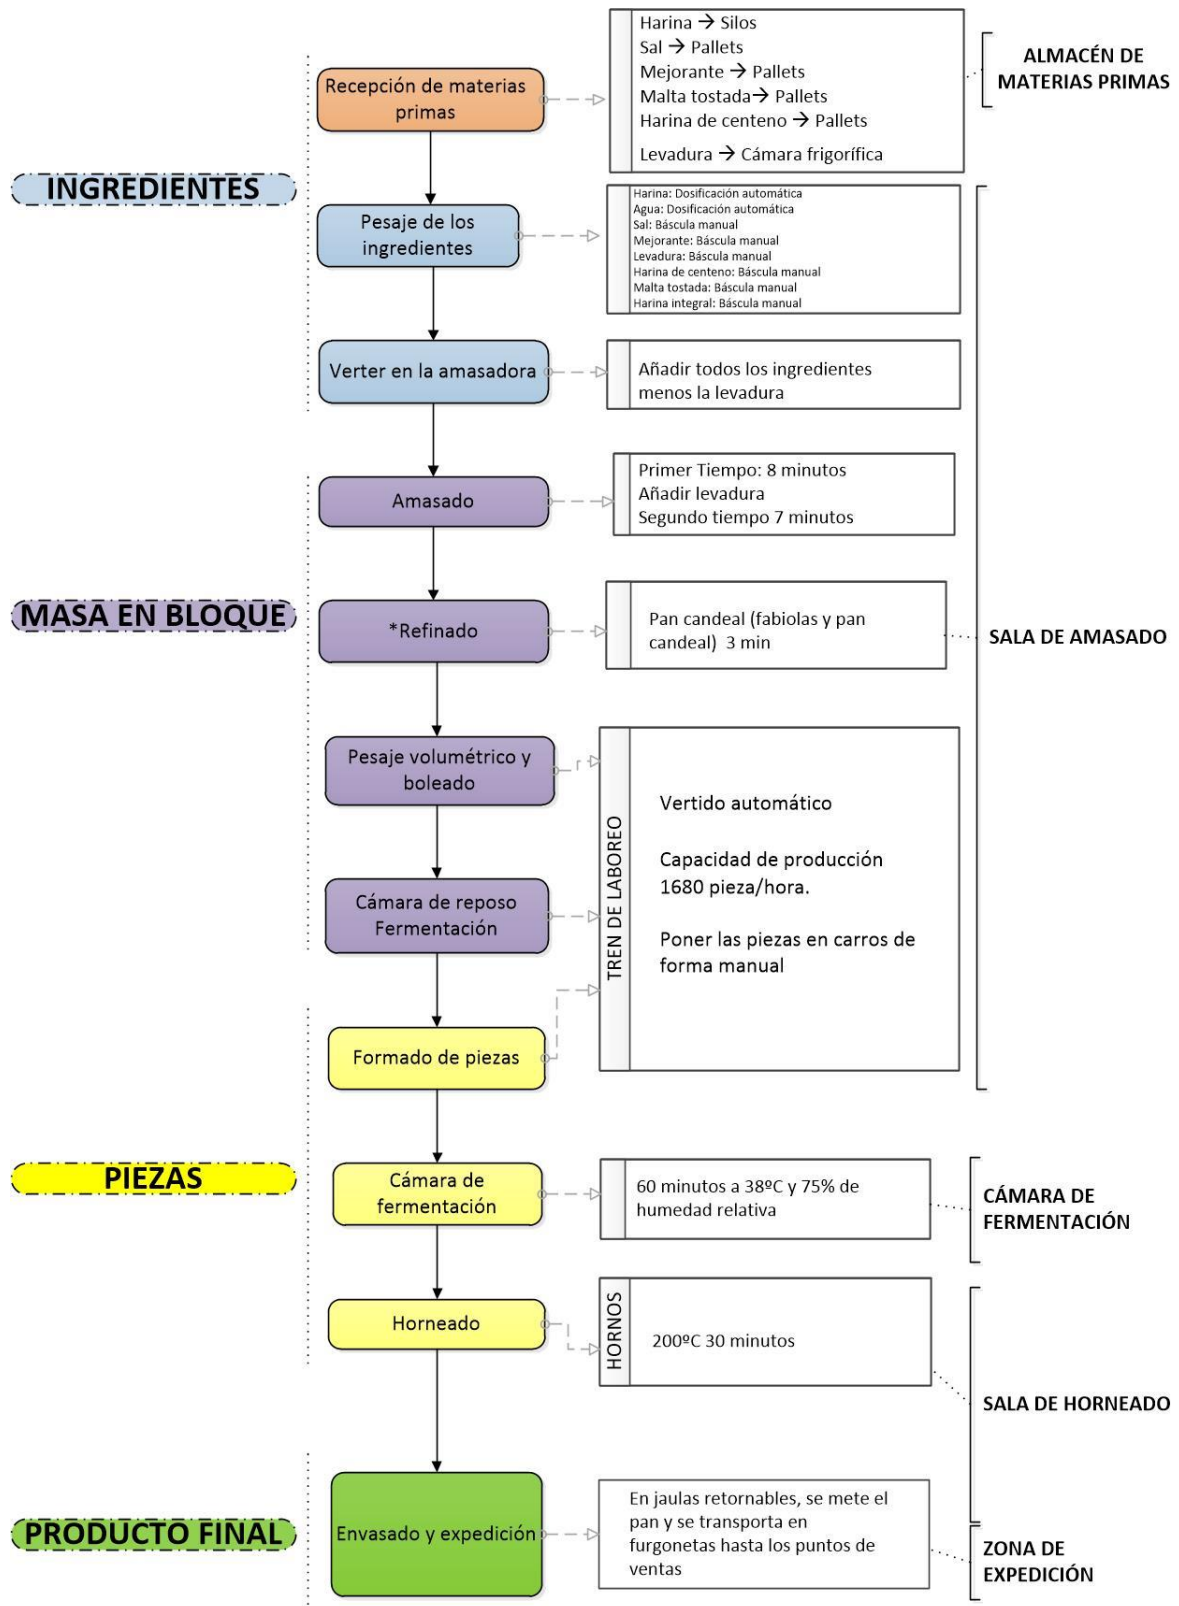 Harina → Silos
Sal → Pallets
Mejorante → Pallets
Malta tostada→ Pallets
Harina de centeno → Pallets
Levadura → Cámara frigorífica
ALMACÉN DE
MATERIAS PRIMAS
Recepción de materias
primas
INGREDIENTES
Pesaje de los
ingredientes
Harina: Dosificación automática
Agua: Dosificación automática
Sal: Báscula manual
Mejorante: Báscula manual
Levadura: Báscula manual
Harina de centeno: Báscula manual
Malta tostada: Báscula manual
Harina integral: Báscula manual
Verter en la amasadora
Añadir todos los ingredientes
menos la levadura
Amasado
Primer Tiempo: 8 minutos
Añadir levadura
Segundo tiempo 7 minutos
MASA EN BLOQUE
*Refinado
Pan candeal (fabiolas y pan
candeal)  3 min
SALA DE AMASADO
Pesaje volumétrico y
boleado
TREN DE LABOREO
Vertido automático
Capacidad de producción
1680 pieza/hora.
Poner las piezas en carros de
forma manual
Cámara de reposo
Fermentación
Formado de piezas
PIEZAS
Cámara de
fermentación
60 minutos a 38ºC y 75% de
humedad relativa
CÁMARA DE
FERMENTACIÓN
Horneado
HORNOS
200ºC 30 minutos
SALA DE HORNEADO
PRODUCTO FINAL
Envasado y expedición
En jaulas retornables, se mete el
pan y se transporta en
furgonetas hasta los puntos de
ventas
ZONA DE
EXPEDICIÓN